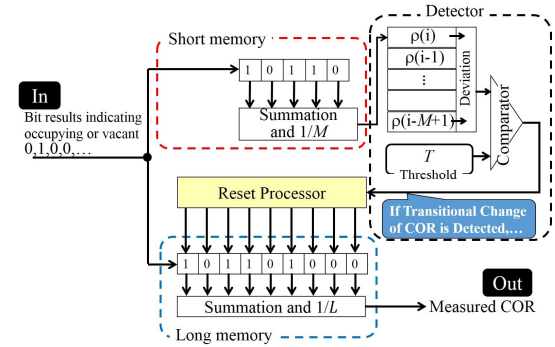 Detector
Short memory
ρ(i)
ρ(i-1)
⋮
ρ(i-M+1)
Deviation
Comparator
In
1 0 1 1 0
Bit results indicating
occupying or vacant
0,1,0,0,…
Summation
and 1/M
T
Threshold
Reset Processor
If Transitional Change
of COR is Detected,…
1 0 1 1 0 1 0 0 0
Out
Summation and 1/L
Measured COR
Long memory